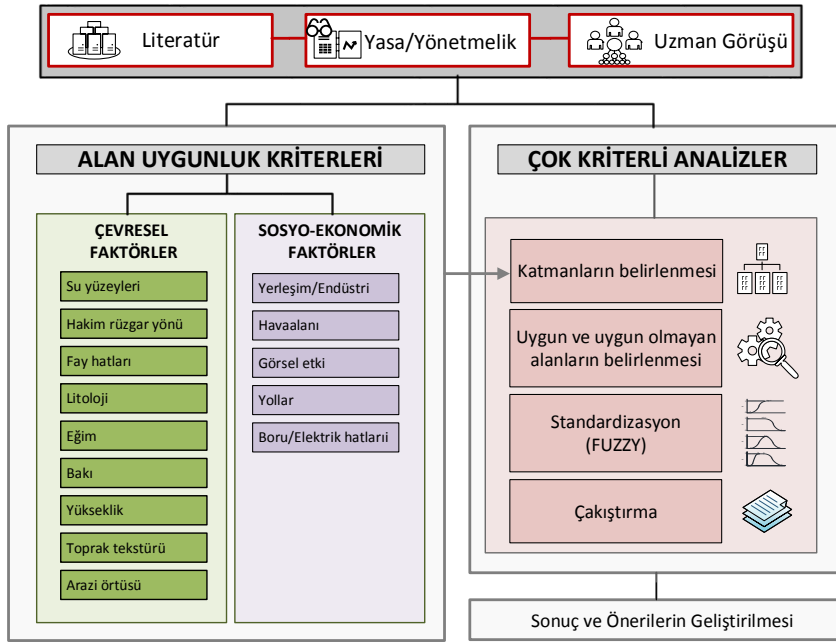 Literatür
Yasa/Yönetmelik
Uzman Görüşü
ALAN UYGUNLUK KRİTERLERİ
ÇEVRESEL
FAKTÖRLER
Su yüzeyleri
Hakim rüzgar yönü
Fay hatları
Litoloji
Eğim
Bakı
Yükseklik
Toprak tekstürü
Arazi örtüsü
SOSYO-EKONOMİK
FAKTÖRLER
Yerleşim/Endüstri
Havaalanı
Görsel etki
Yollar
Boru/Elektrik hatlarıi
ÇOK KRİTERLİ ANALİZLER
Katmanların belirlenmesi
Uygun ve uygun olmayan
alanların belirlenmesi
Standardizasyon
(FUZZY)
Çakıştırma
Sonuç ve Önerilerin Geliştirilmesi